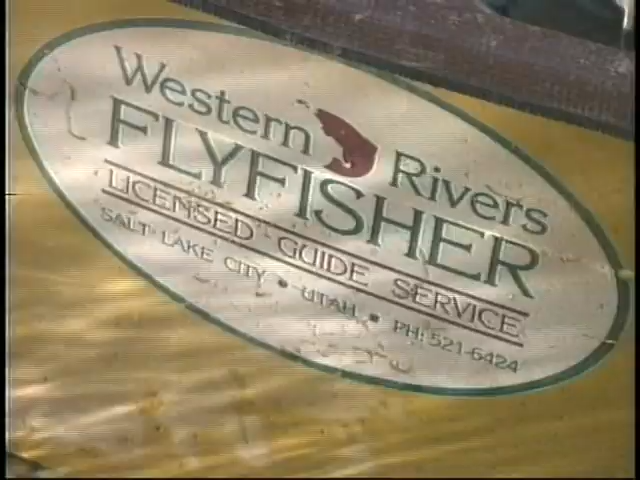 Western Rivers
FLYFISHER
LICENSED GUIDE SERVICE
SALT LAKE CITY • UTAH • PH: 521-6424